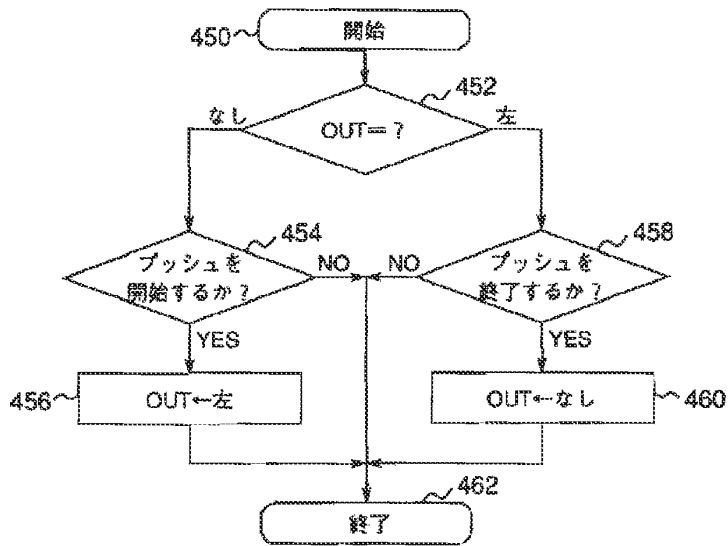 450
開始
452
なし
OUT=?
左
454
458
プッシュを
開始するか?
NO
NO
プッシュを
終了するか?
YES
YES
456
OUT←左
OUT←なし
460
462
終了